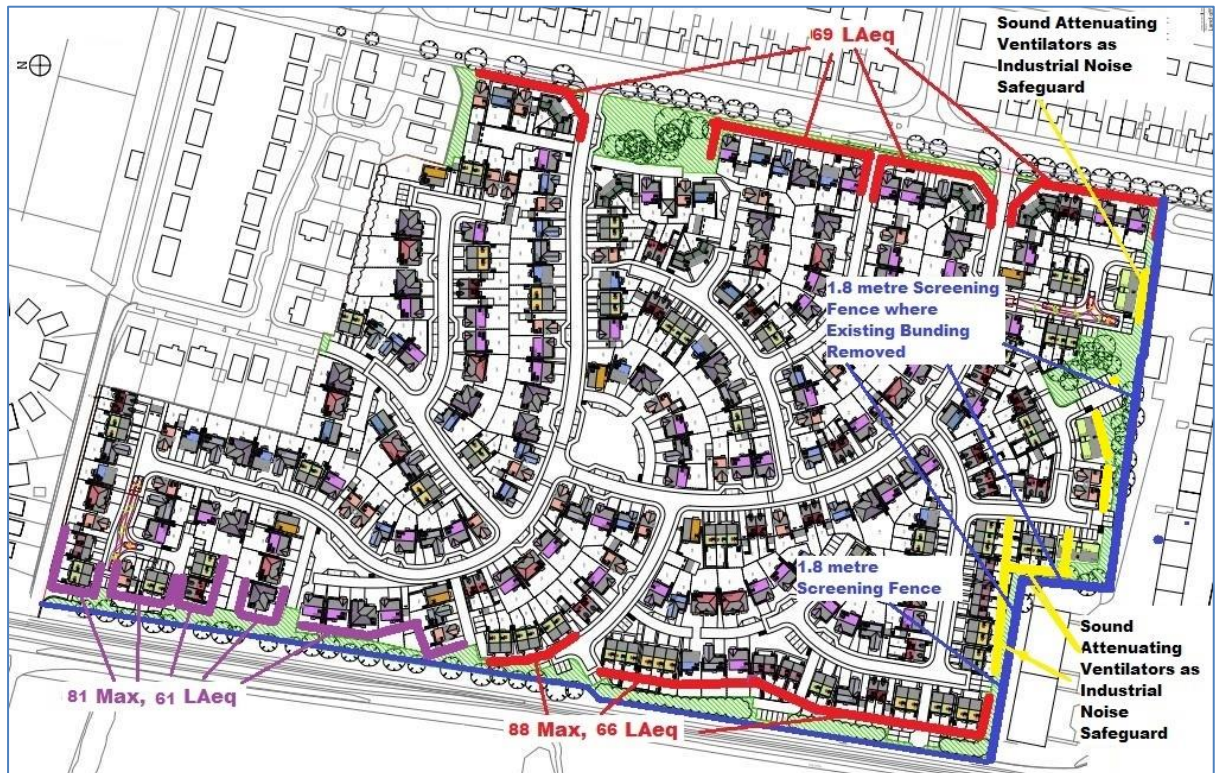 Sound Attenuating
Ventilators as
Industrial Noise
Safeguard
69 LAeq
N
1.8 metre Screening
Fence where
Existing Bunding
Removed
1.8 metre
Screening Fence
Sound
Attenuating
Ventilators as
Industrial
Noise
Safeguard
81 Max, 61 LAeq
88 Max, 66 LAeq